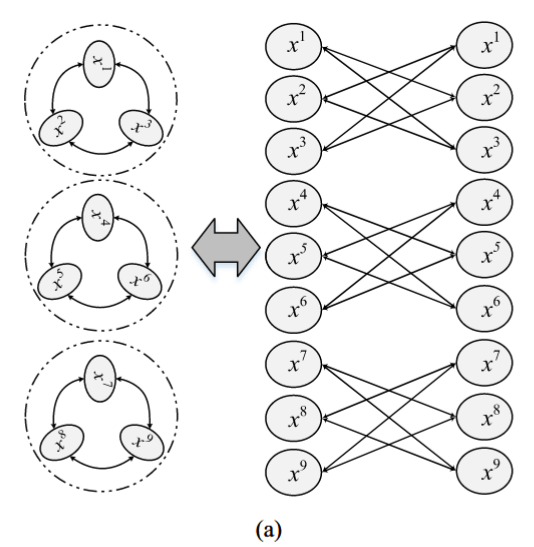 x^1
x^2 x^3
x^4
x^5 x^6
x^7
x^8 x^9
x^1 x^1
x^2 x^2
x^3 x^3
x^4 x^4
x^5 x^5
x^6 x^6
x^7 x^7
x^8 x^8
x^9 x^9
(a)